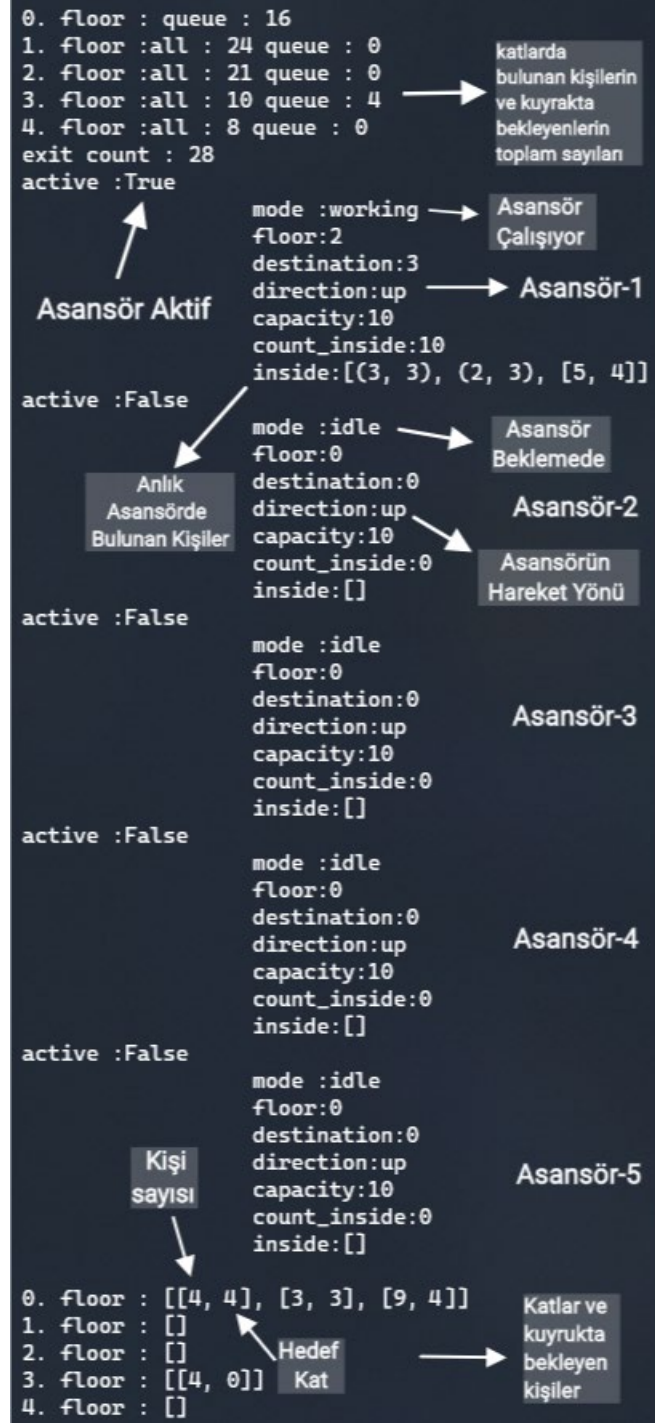 0. floor : queue : 16
1. floor :all : 24 queue : 0
2. floor :all : 21 queue : 0
3. floor :all : 10 queue : 4
4. floor :all : 8 queue : 0
exit count : 28
active :True
katlarda
bulunan kişilerin
ve kuyrakta
bekleyenlerin
toplam sayıları
mode :working
Asansör
Çalışıyor
floor:2
destination:3
direction:up
Asansör-1
Asansör Aktif
capacity:10
count_inside:10
inside:[(3, 3), (2, 3), [5, 4]]
active :False
mode :idle
Asansör
Beklemede
floor:0
destination:0
Anlık
Asansörde
Bulunan Kişiler
direction:up
Asansör-2
capacity:10
count_inside:0
Asansörün
Hareket Yönü
inside:[]
active :False
mode :idle
floor:0
destination:0
Asansör-3
direction:up
capacity:10
count_inside:0
inside:[]
active :False
mode :idle
floor:0
destination:0
direction:up
Asansör-4
capacity:10
count_inside:0
inside:[]
active :False
mode :idle
floor:0
destination:0
Kişi
sayısı
direction:up
Asansör-5
capacity:10
count_inside:0
inside:[]
0. floor : [[4, 4], [3, 3], [9, 4]]
1. floor : []
2. floor : []
3. floor : [[4, 0]]
4. floor : []
Hedef
Kat
Katlar ve
kuyrukta
bekleyen
kişiler